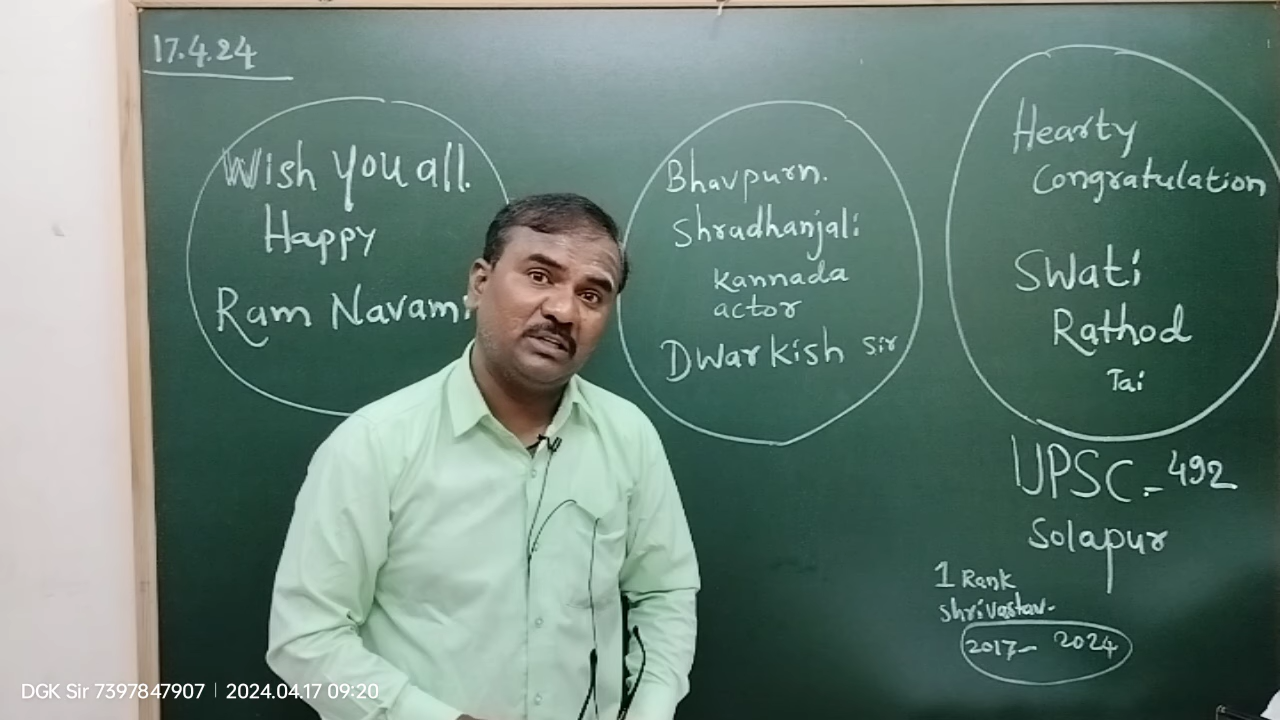 17.4.24
Wish you all.
Happy
Ram Navami
Bhavpurn.
Shradhanjali
Kannada
actor
Dwarkish Sir
Hearty
Congratulation
Swati
Rathod
Tai
UPSC - 492
Solapur
1 Rank
Shrivastav-
2017- 2024
DGK Sir 7397847907 | 2024.04.17 09:20